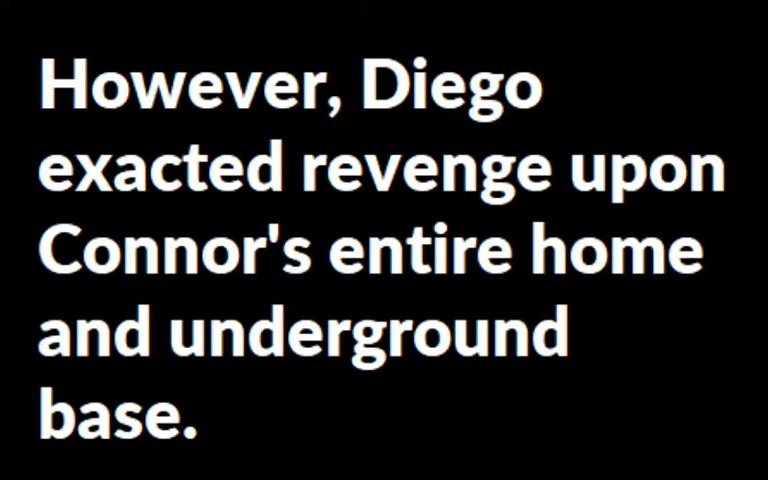 However, Diego
exacted revenge upon
Connor's entire home
and underground
base.